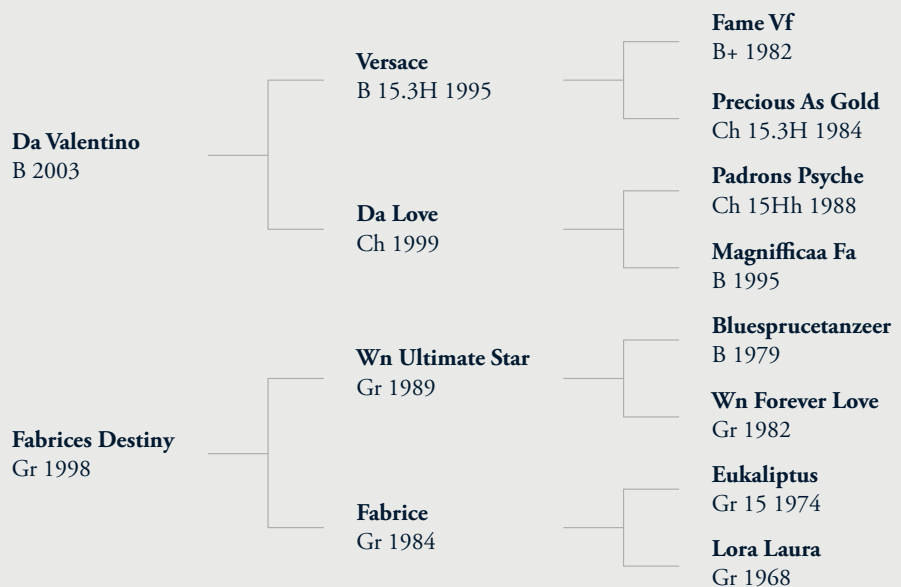 Fame Vf
B+ 1982
Versace
B 15.3H 1995
Precious As Gold
Ch 15.3H 1984
Da Valentino
B 2003
Padrons Psyche
Ch 15Hh 1988
Da Love
Ch 1999
Magnifficaa Fa
B 1995
Bluesprucetanzeer
B 1979
Wn Ultimate Star
Gr 1989
Wn Forever Love
Gr 1982
Fabrices Destiny
Gr 1998
Eukaliptus
Gr 15 1974
Fabrice
Gr 1984
Lora Laura
Gr 1968